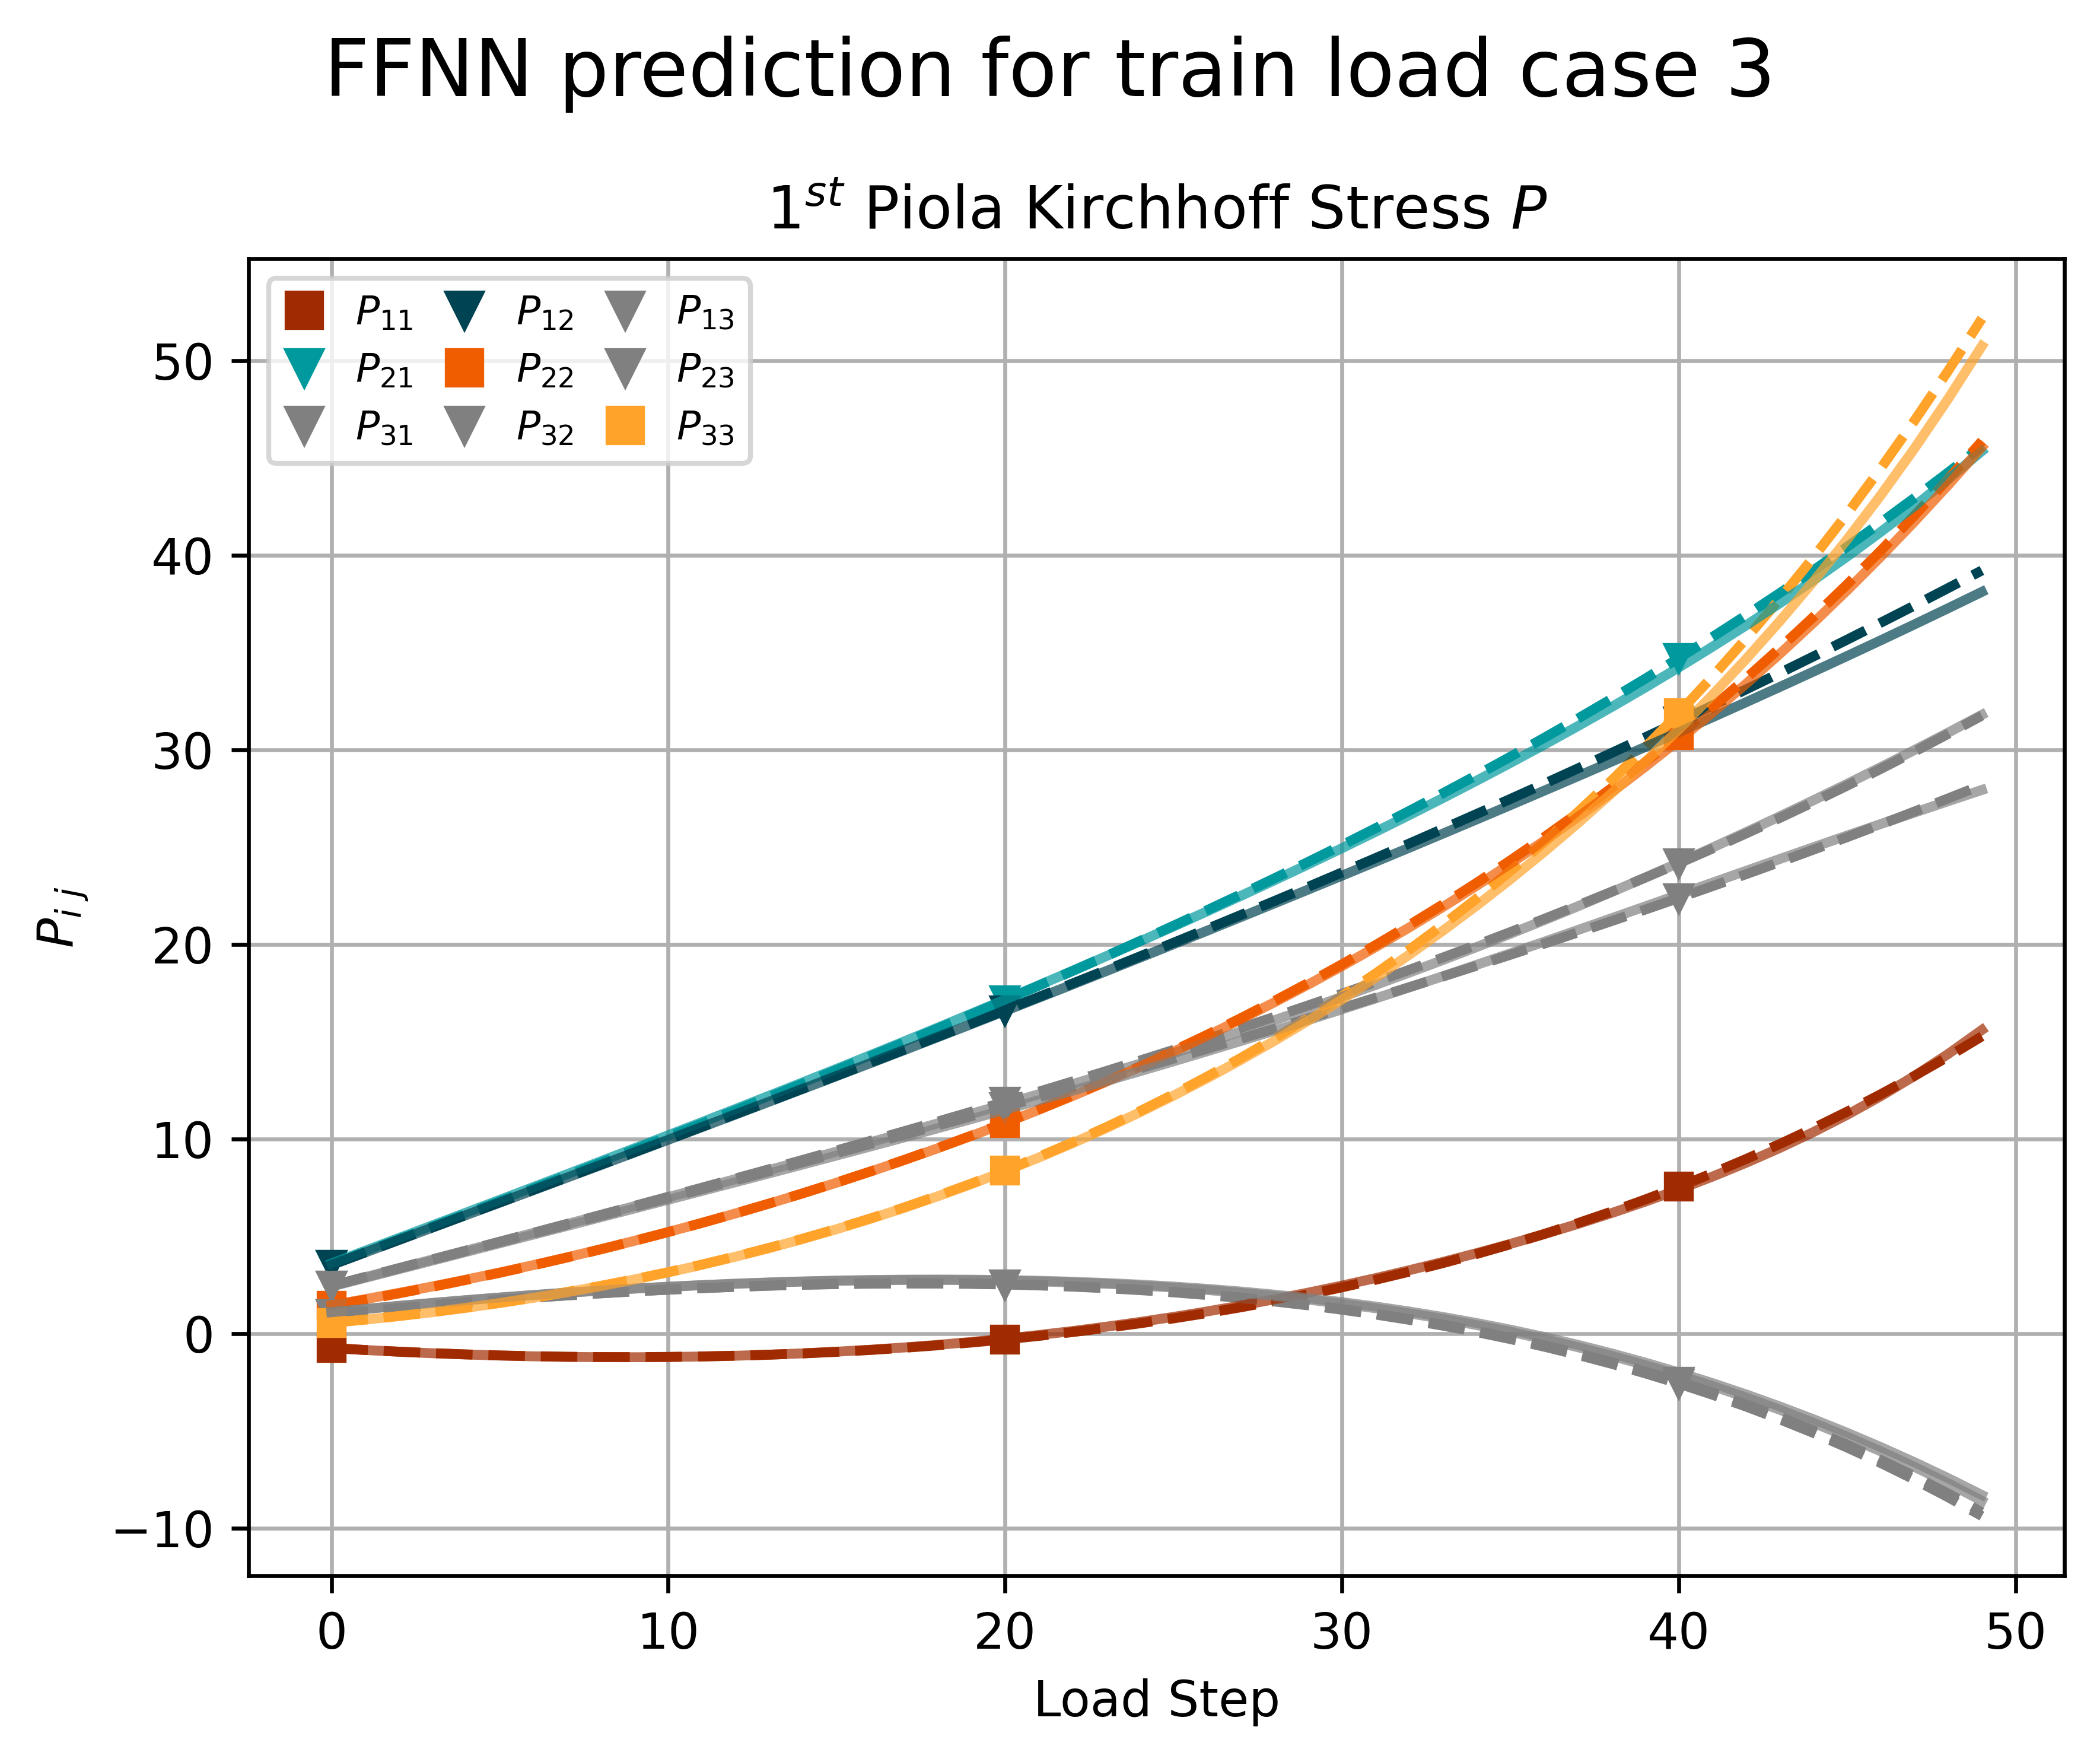 FFNN prediction for train load case 3
1st Piola Kirchhoff Stress P
P11 P12 P13
P21 P22 P23
P31 P32 P33
50
40
30
20
10
0
−10
Pi j
0 10 20 30 40 50
Load Step